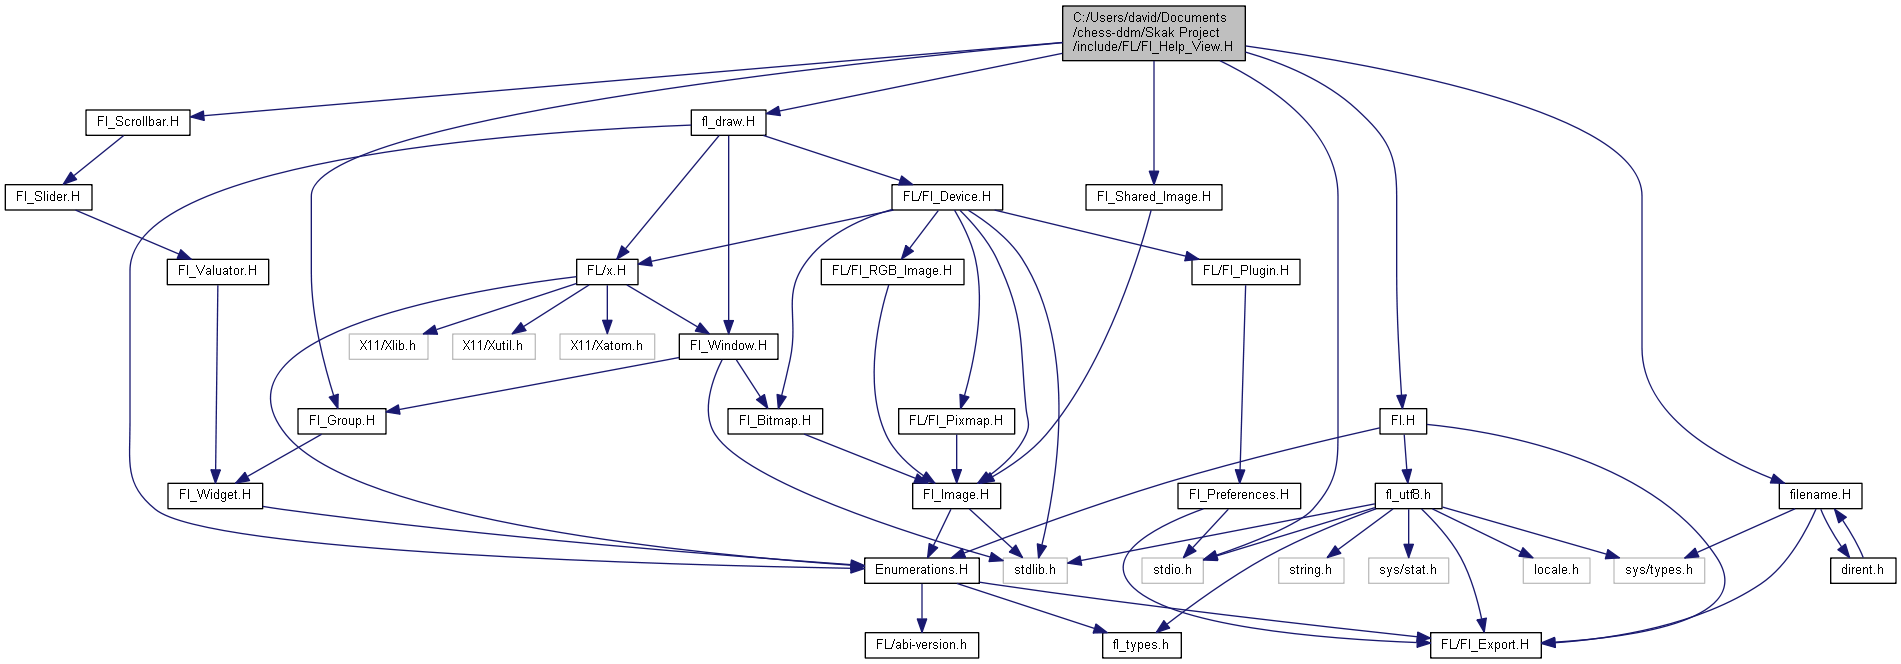 C:/Users/david/Documents
/chess-ddm/Skak Project
/include/FL/Fl_Help_View.H
Fl_Scrollbar.H
fl_draw.H
Fl_Slider.H
FL/Fl_Device.H
Fl_Shared_Image.H
Fl_Valuator.H
FL/x.H
FL/Fl_RGB_Image.H
FL/Fl_Plugin.H
X11/Xlib.h
X11/Xutil.h
X11/Xatom.h
Fl_Window.H
Fl_Group.H
Fl_Bitmap.H
FL/Fl_Pixmap.H
Fl.H
Fl_Widget.H
Fl_Image.H
Fl_Preferences.H
fl_utf8.h
filename.H
Enumerations.H
stdlib.h
stdio.h
string.h
sys/stat.h
locale.h
sys/types.h
dirent.h
FL/abi-version.h
fl_types.h
FL/Fl_Export.H